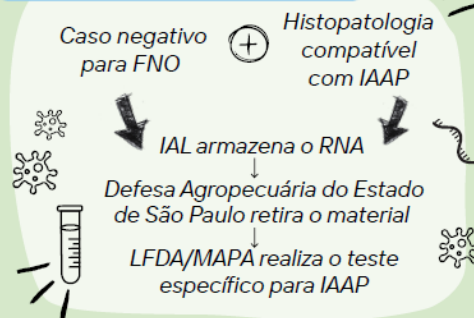 Caso negativo
para FNO
+
Histopatologia
compatível
com IAAP
IAL armazena o RNA
Defesa Agropecuária do Estado
de São Paulo retira o material
LFDA/MAPA realiza o teste
específico para IAAP